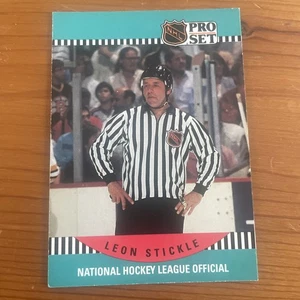 NHL
PRO
SET
LEON STICKLE
NATIONAL HOCKEY LEAGUE OFFICIAL